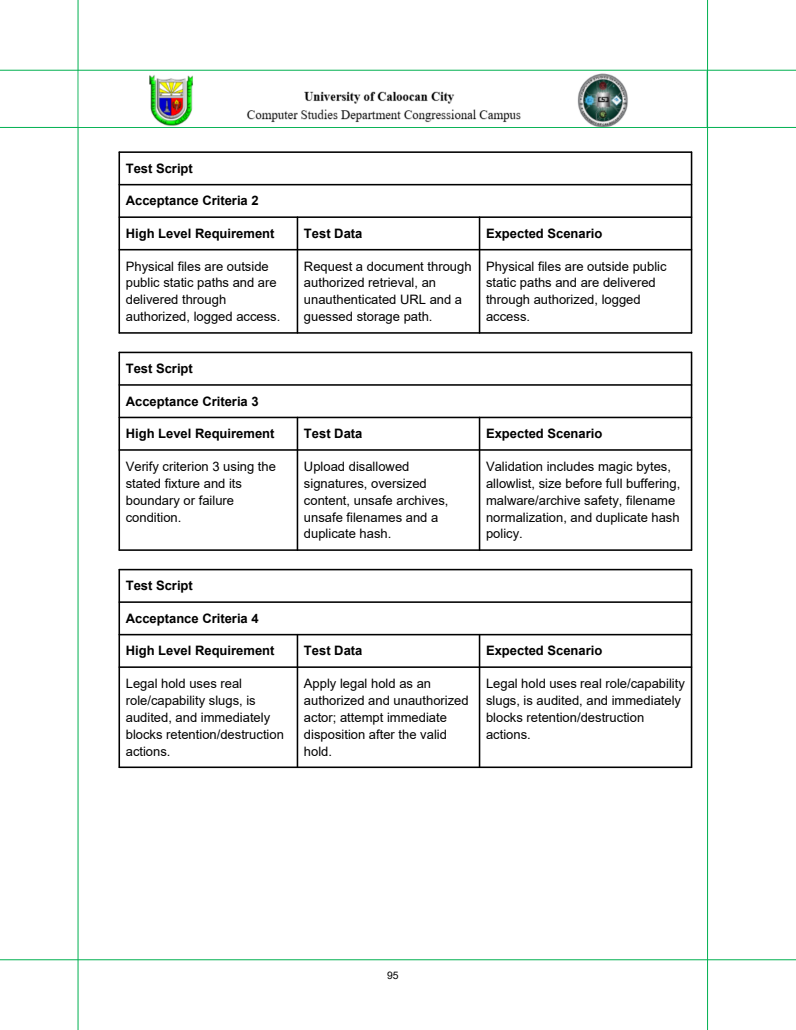 University of Caloocan City
Computer Studies Department Congressional Campus
Test Script
Acceptance Criteria 2
High Level Requirement
Test Data
Expected Scenario
Physical files are outside
public static paths and are
delivered through
authorized, logged access.
Request a document through
authorized retrieval, an
unauthenticated URL and a
guessed storage path.
Physical files are outside public
static paths and are delivered
through authorized, logged
access.
Test Script
Acceptance Criteria 3
High Level Requirement
Test Data
Expected Scenario
Verify criterion 3 using the
stated fixture and its
boundary or failure
condition.
Upload disallowed
signatures, oversized
content, unsafe archives,
unsafe filenames and a
duplicate hash.
Validation includes magic bytes,
allowlist, size before full buffering,
malware/archive safety, filename
normalization, and duplicate hash
policy.
Test Script
Acceptance Criteria 4
High Level Requirement
Test Data
Expected Scenario
Legal hold uses real
role/capability slugs, is
audited, and immediately
blocks retention/destruction
actions.
Apply legal hold as an
authorized and unauthorized
actor; attempt immediate
disposition after the valid
hold.
Legal hold uses real role/capability
slugs, is audited, and immediately
blocks retention/destruction
actions.
95